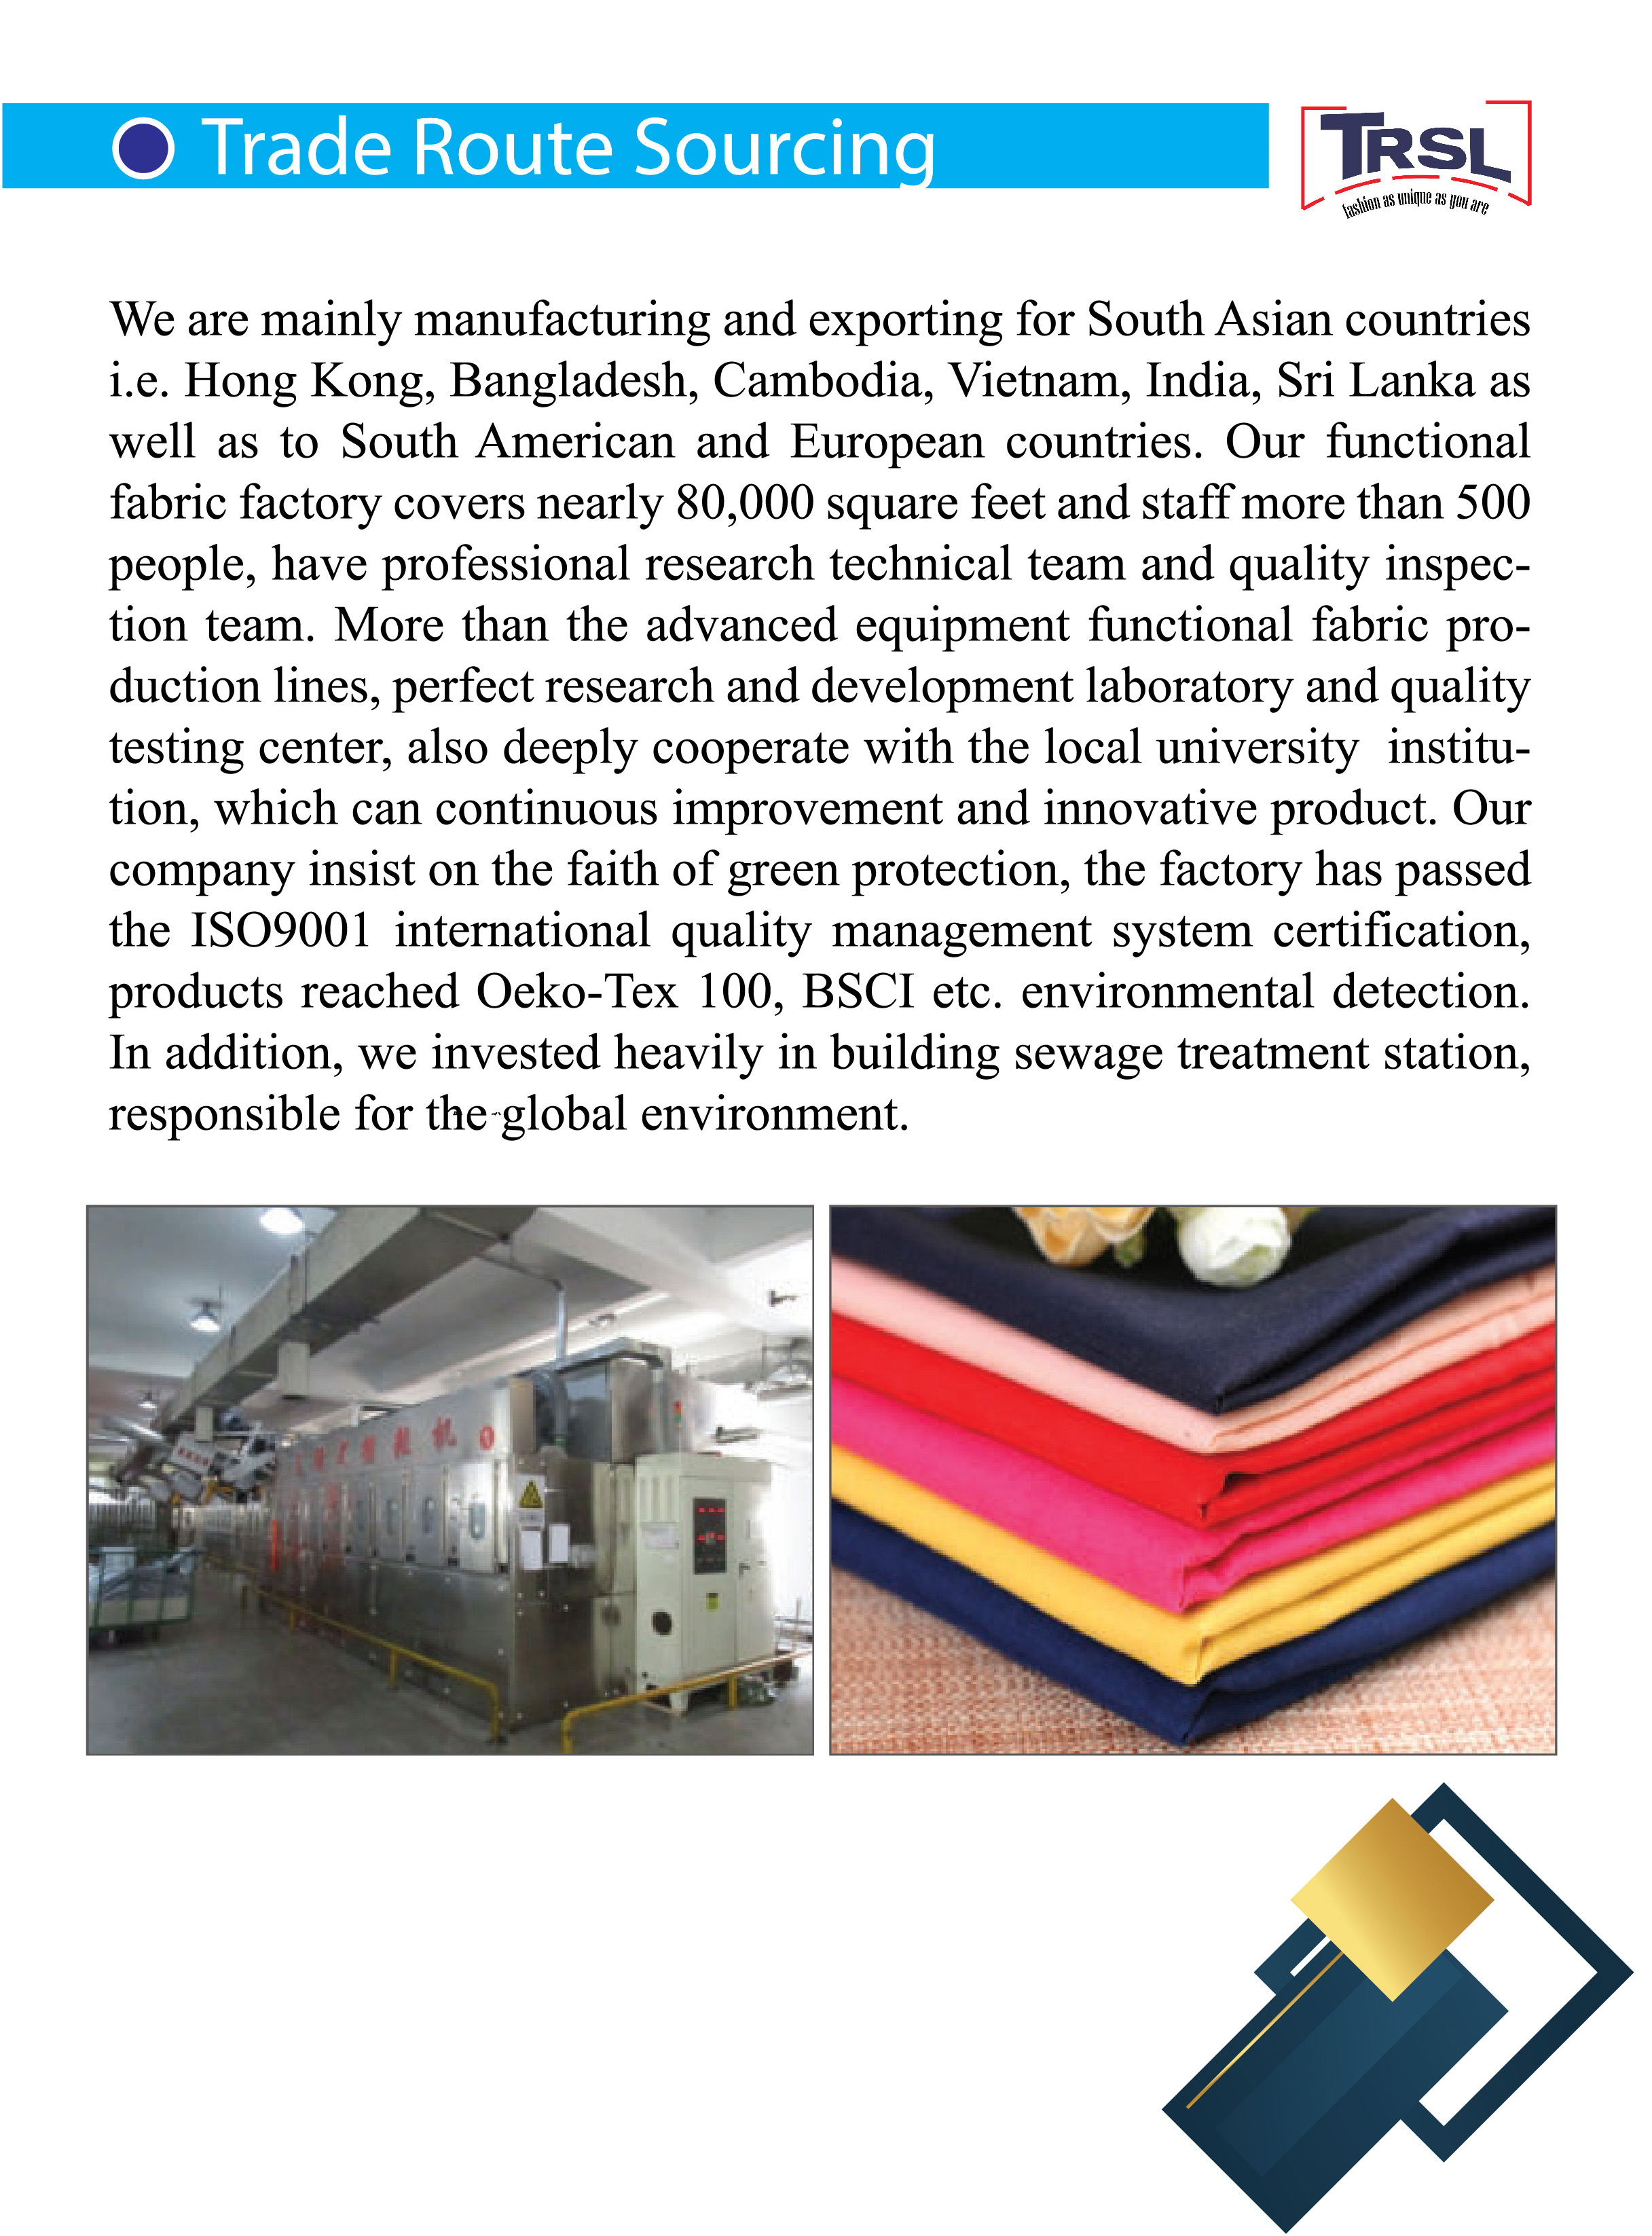 Trade Route Sourcing
TRSL
fashion as unique as you are
We are mainly manufacturing and exporting for South Asian countries
i.e. Hong Kong, Bangladesh, Cambodia, Vietnam, India, Sri Lanka as
well as to South American and European countries. Our functional
fabric factory covers nearly 80,000 square feet and staff more than 500
people, have professional research technical team and quality inspec-
tion team. More than the advanced equipment functional fabric pro-
duction lines, perfect research and development laboratory and quality
testing center, also deeply cooperate with the local university institu-
tion, which can continuous improvement and innovative product. Our
company insist on the faith of green protection, the factory has passed
the ISO9001 international quality management system certification,
products reached Oeko-Tex 100, BSCI etc. environmental detection.
In addition, we invested heavily in building sewage treatment station,
responsible for the global environment.
机